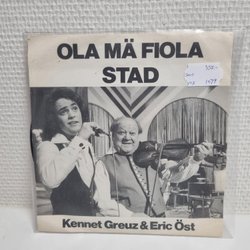 OLA MÄ FIOLA
STAD
Kennet Greuz & Eric Öst